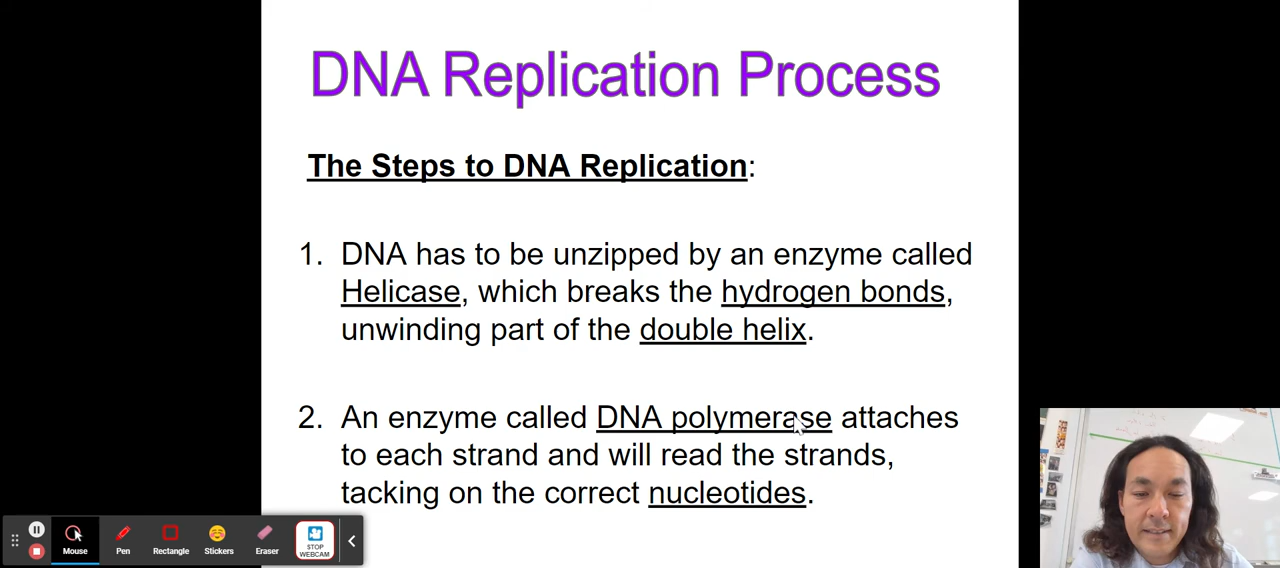 DNA Replication Process
The Steps to DNA Replication:
1. DNA has to be unzipped by an enzyme called
Helicase, which breaks the hydrogen bonds,
unwinding part of the double helix.
2. An enzyme called DNA polymerase attaches
to each strand and will read the strands,
tacking on the correct nucleotides.
Mouse Pen Rectangle Stickers Eraser STOP
WEBCAM